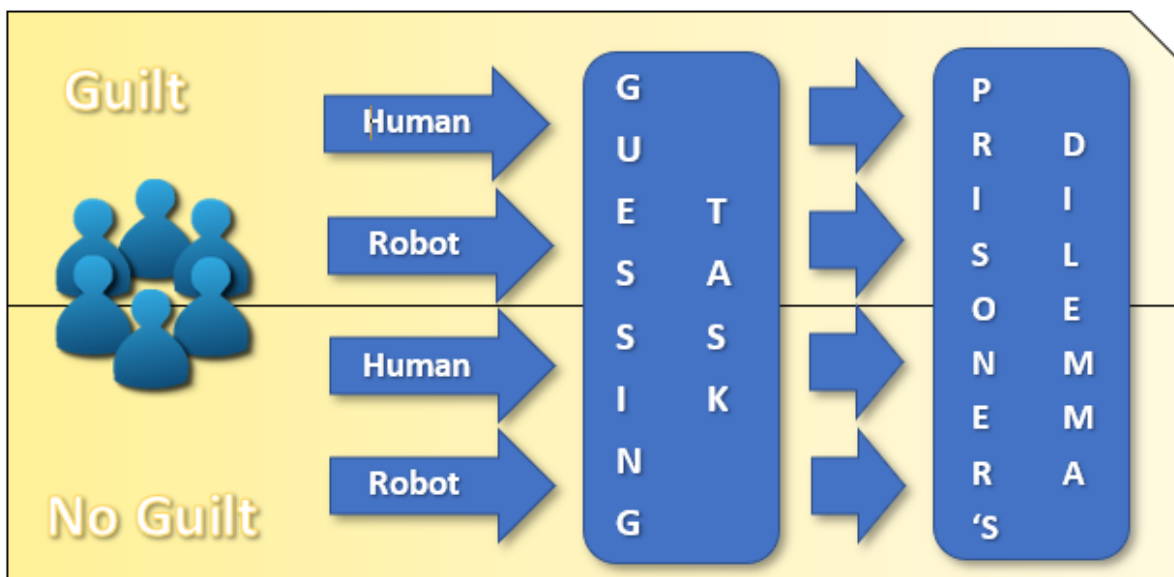 Guilt
Human
Robot
Human
Robot
No Guilt
GUESSING
TASK
PRISONER'S
DILEMMA